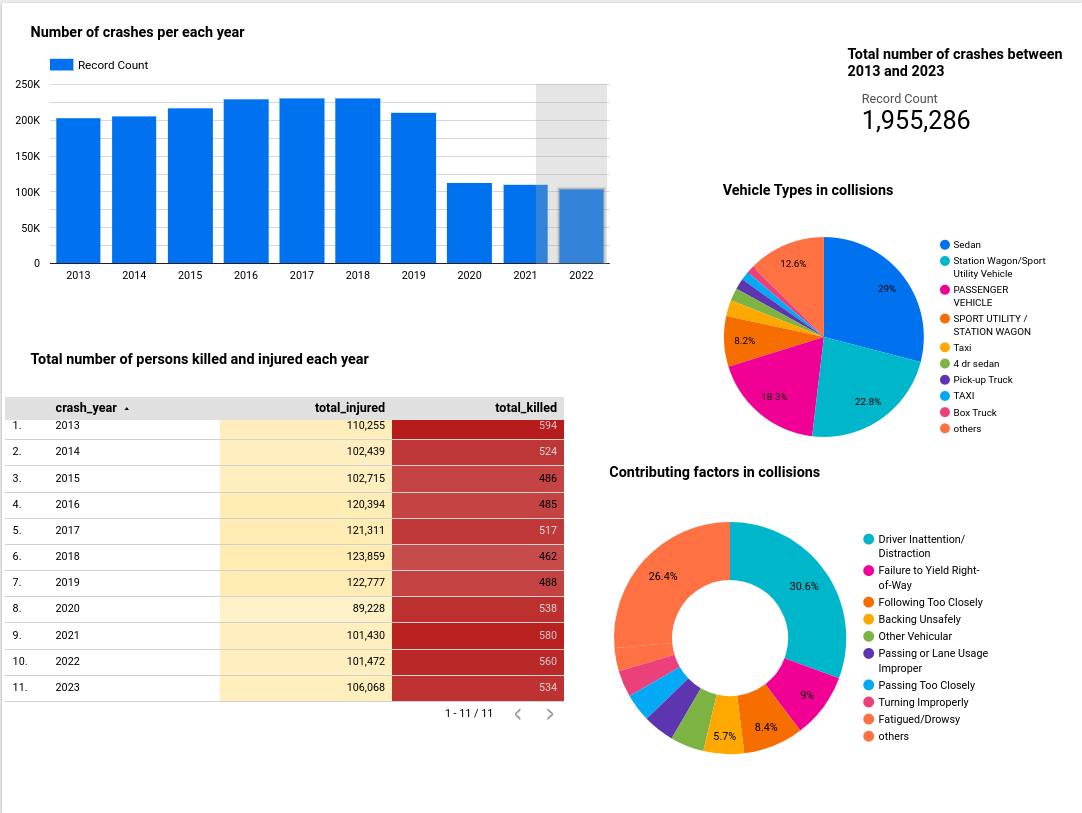 Number of crashes per each year
Record Count
250K
200K
150K
100K
50K
0
2013 2014 2015 2016 2017 2018 2019 2020 2021 2022
Total number of crashes between
2013 and 2023
Record Count
1,955,286
Vehicle Types in collisions
12.6%
29%
8.2%
18.3%
22.8%
Sedan
Station Wagon/Sport
Utility Vehicle
PASSENGER
VEHICLE
SPORT UTILITY /
STATION WAGON
Taxi
4 dr sedan
Pick-up Truck
TAXI
Box Truck
others
Total number of persons killed and injured each year
crash_year total_injured total_killed
1. 2013 110,255 594
2. 2014 102,439 524
3. 2015 102,715 486
4. 2016 120,394 485
5. 2017 121,311 517
6. 2018 123,859 462
7. 2019 122,777 488
8. 2020 89,228 538
9. 2021 101,430 580
10. 2022 101,472 560
11. 2023 106,068 534
1 - 11 / 11
Contributing factors in collisions
26.4%
30.6%
9%
8.4%
5.7%
Driver Inattention/
Distraction
Failure to Yield Right-
of-Way
Following Too Closely
Backing Unsafely
Other Vehicular
Passing or Lane Usage
Improper
Passing Too Closely
Turning Improperly
Fatigued/Drowsy
others